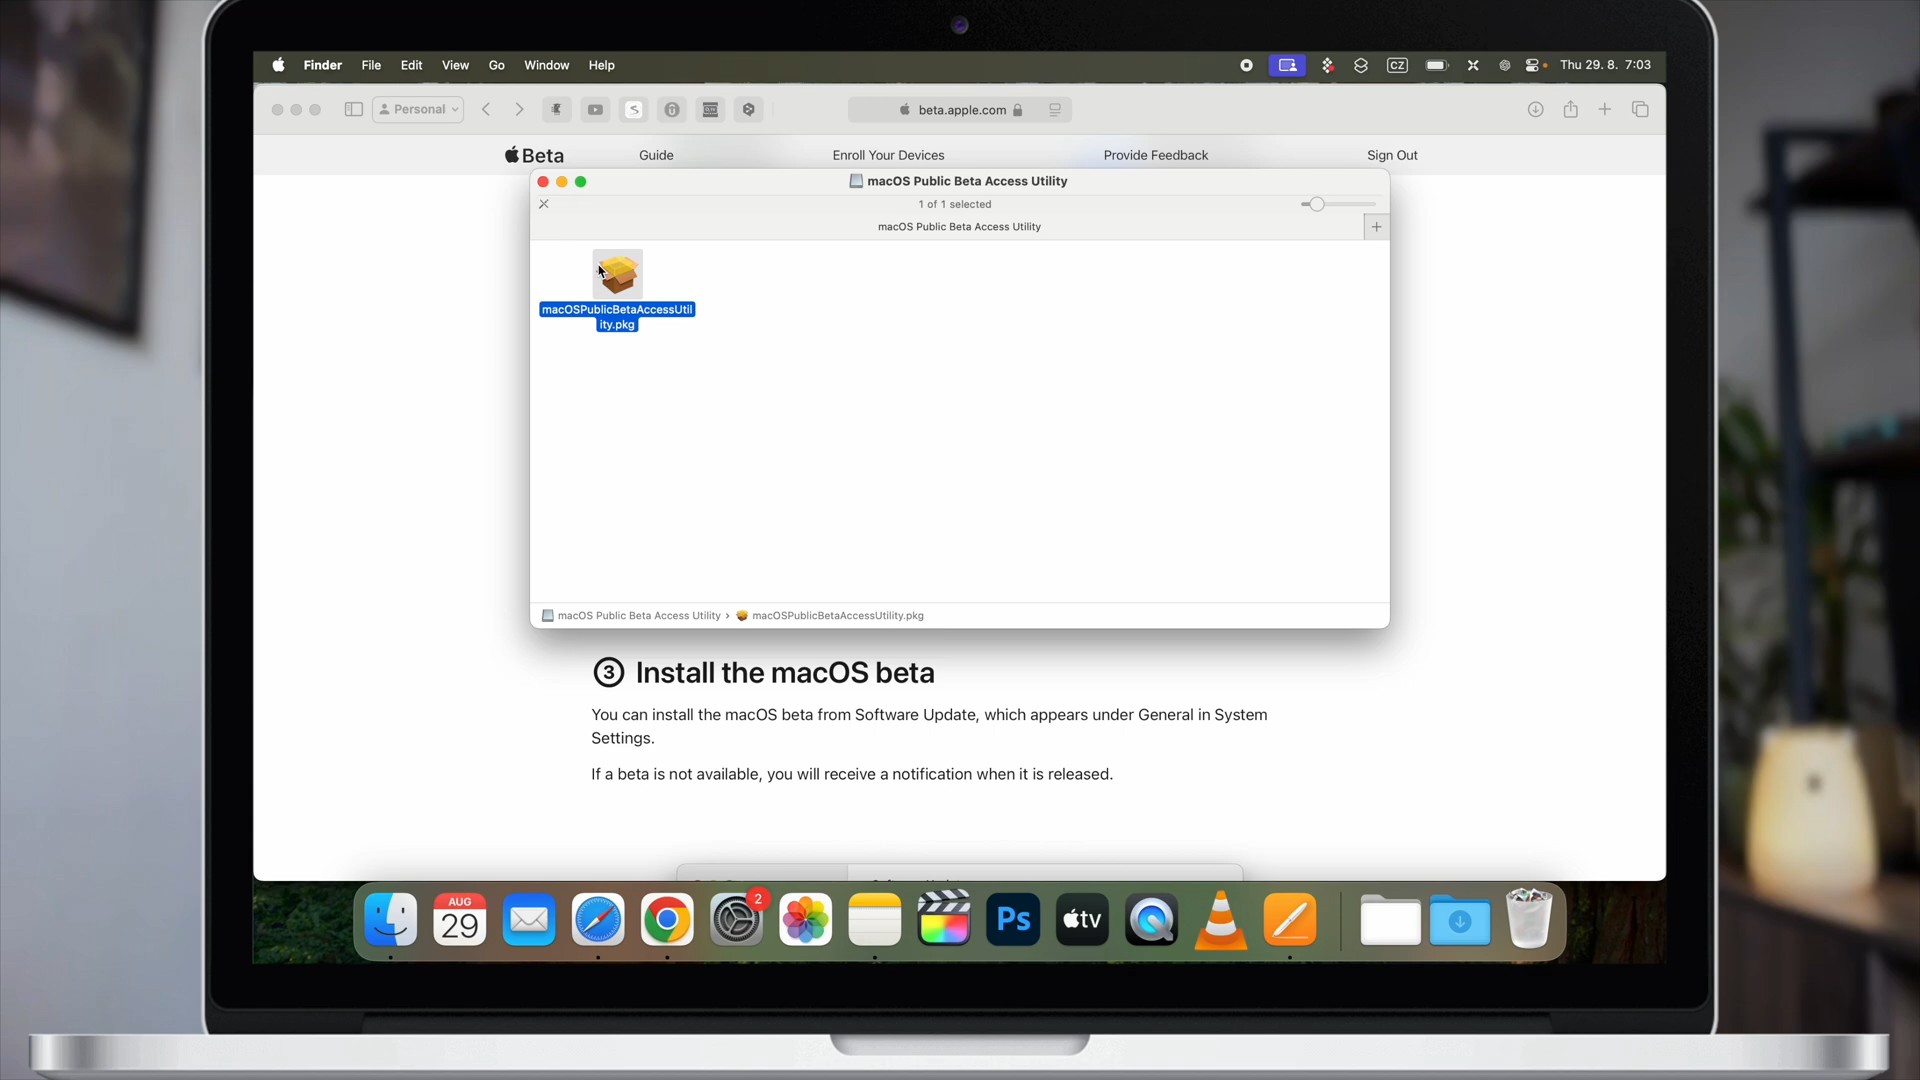 Finder File Edit View Go Window Help CZ Thu 29. 8. 7:03
Personal beta.apple.com
Beta Guide Enroll Your Devices Provide Feedback Sign Out
macOS Public Beta Access Utility
1 of 1 selected
macOS Public Beta Access Utility
macOSPublicBetaAccessUtil
ity.pkg
macOS Public Beta Access Utility › macOSPublicBetaAccessUtility.pkg
3 Install the macOS beta
You can install the macOS beta from Software Update, which appears under General in System
Settings.
If a beta is not available, you will receive a notification when it is released.
AUG
29
2
Ps
tv